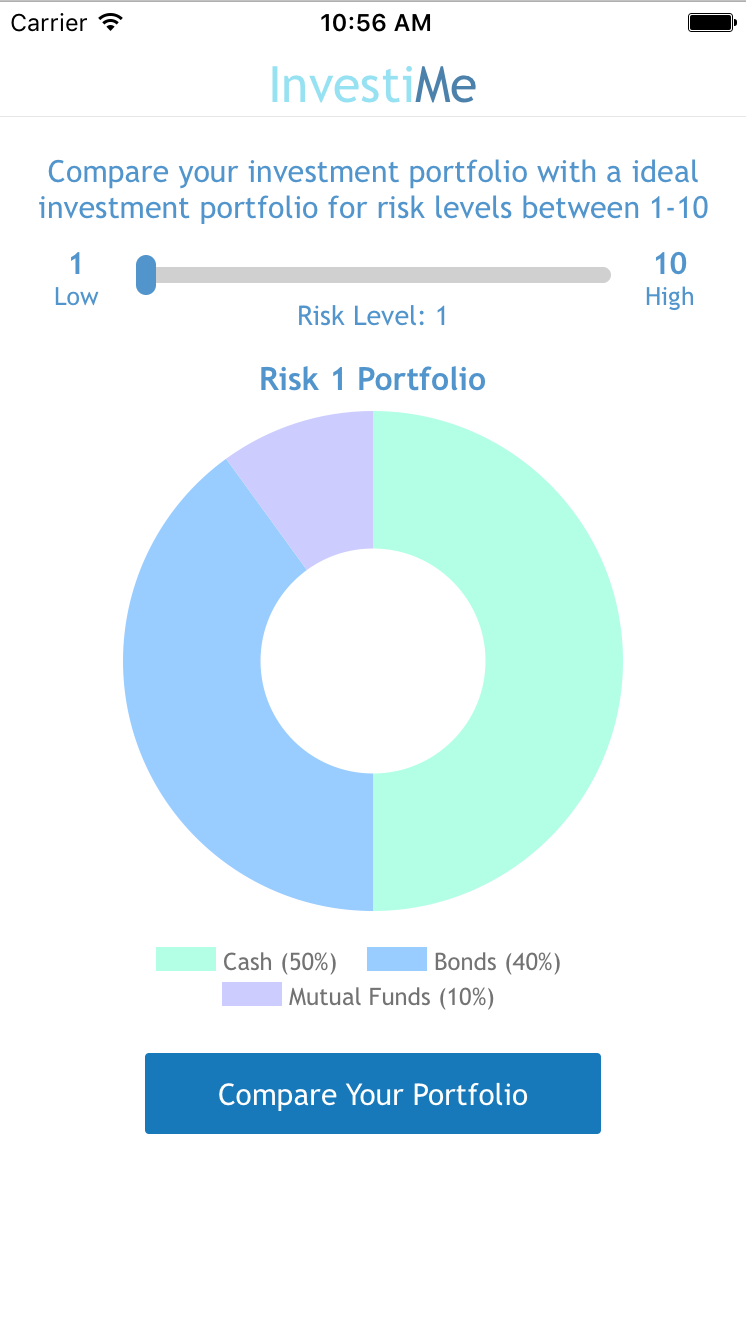 Carrier 10:56 AM
InvestiMe
Compare your investment portfolio with a ideal
investment portfolio for risk levels between 1-10
1 10
Low High
Risk Level: 1
Risk 1 Portfolio
Cash (50%) Bonds (40%)
Mutual Funds (10%)
Compare Your Portfolio